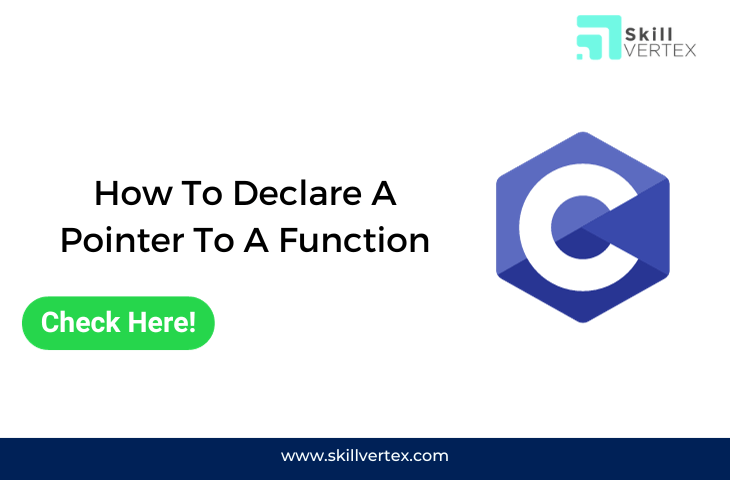 Skill
VERTEX
How To Declare A
Pointer To A Function
Check Here!
www.skillvertex.com